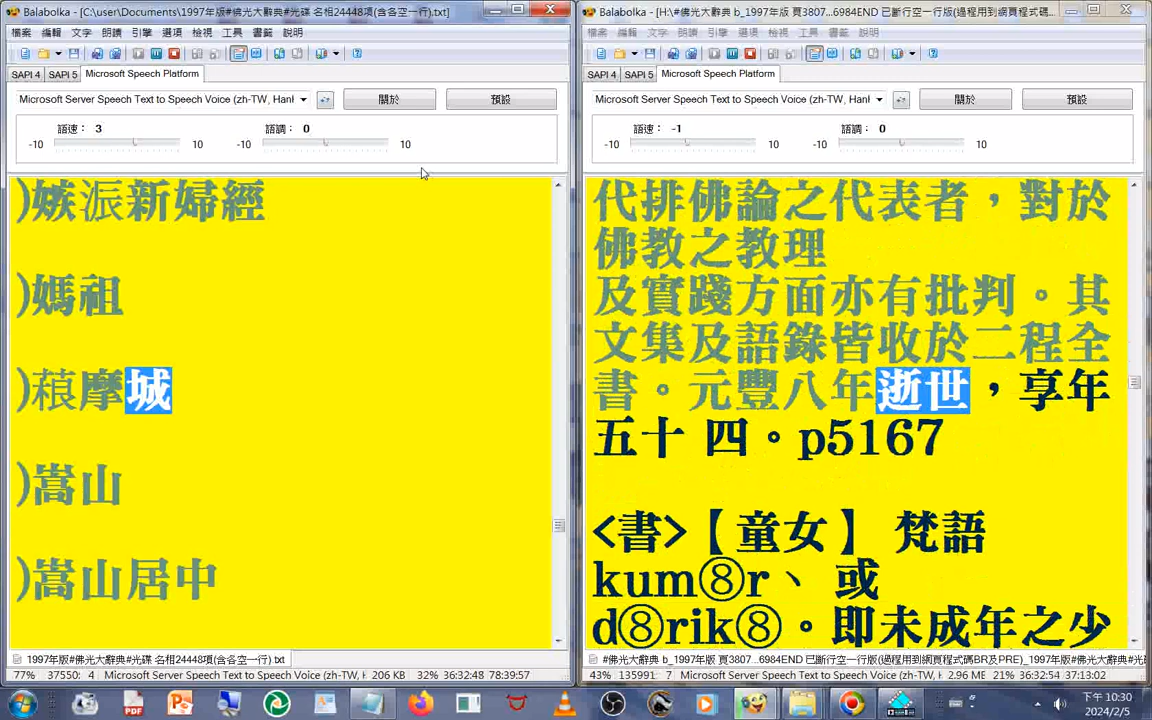 Balabolka - [C:\user\Documents\1997年版#佛光大辭典#光碟 名相24448項(含各空一行).txt]
檔案 編輯 文字 朗讀 引擎 選項 檢視 工具 書籤 說明
SAPI 4 SAPI 5 Microsoft Speech Platform
Microsoft Server Speech Text to Speech Voice (zh-TW, Hanl
關於
預設
語速： 3
語調： 0
-10 10 -10 10
)嫉派新婦經
)媽祖
)蒗摩城
)嵩山
)嵩山居中
1997年版#佛光大辭典#光碟 名相24448項(含各空一行).txt
77% 37550: 4 Microsoft Server Speech Text to Speech Voice (zh-TW, H 206 KB 32% 36:32:48 78:39:57
Balabolka - [H:\#佛光大辭典 b_1997年版 頁3807...6984END 已斷行空一行版(過程用到網頁程式碼...
檔案 編輯 文字 朗讀 引擎 選項 檢視 工具 書籤 說明
SAPI 4 SAPI 5 Microsoft Speech Platform
Microsoft Server Speech Text to Speech Voice (zh-TW, Hanl
關於
預設
語速： -1
語調： 0
-10 10 -10 10
代排佛論之代表者，對於
佛教之教理
及實踐方面亦有批判。其
文集及語錄皆收於二程全
書。元豐八年逝世，享年
五十 四。p5167
<書>【童女】 梵語
kum⑧r丶 或
d⑧rik⑧。即未成年之少
#佛光大辭典 b_1997年版 頁3807...6984END 已斷行空一行版(過程用到網頁程式碼BR及PRE)_1997年版#佛光
43% 135991: 7 Microsoft Server Speech Text to Speech Voice (zh-TW, 2.96 ME 21% 36:32:54 37:13:02
下午 10:30
2024/2/5